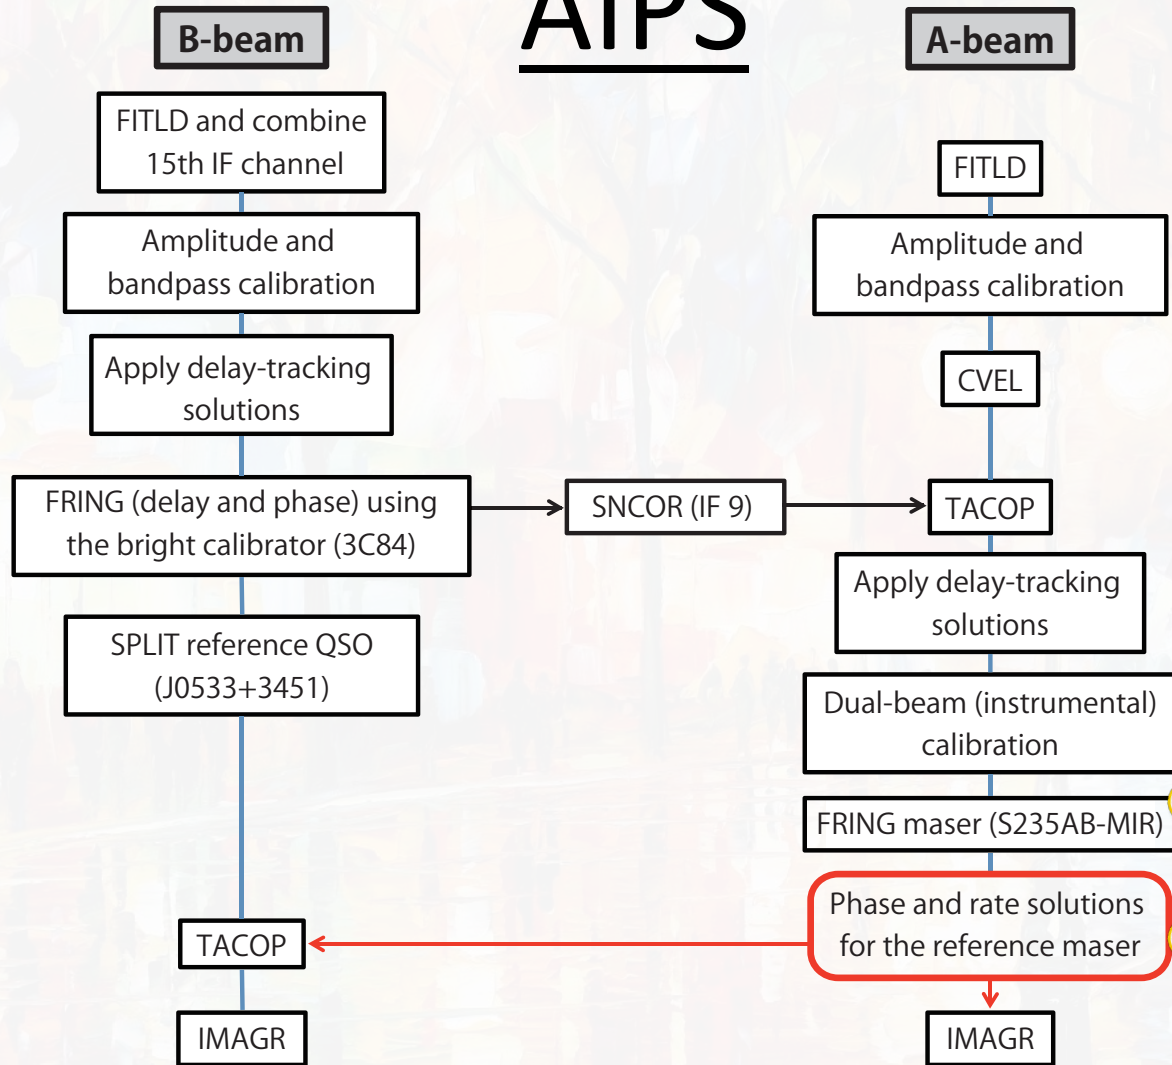 AIPS
B-beam
FITLD and combine
15th IF channel
Amplitude and
bandpass calibration
Apply delay-tracking
solutions
FRING (delay and phase) using
the bright calibrator (3C84)
SPLIT reference QSO
(J0533+3451)
TACOP
IMAGR
SNCOR (IF 9)
A-beam
FITLD
Amplitude and
bandpass calibration
CVEL
TACOP
Apply delay-tracking
solutions
Dual-beam (instrumental)
calibration
FRING maser (S235AB-MIR)
Phase and rate solutions
for the reference maser
IMAGR